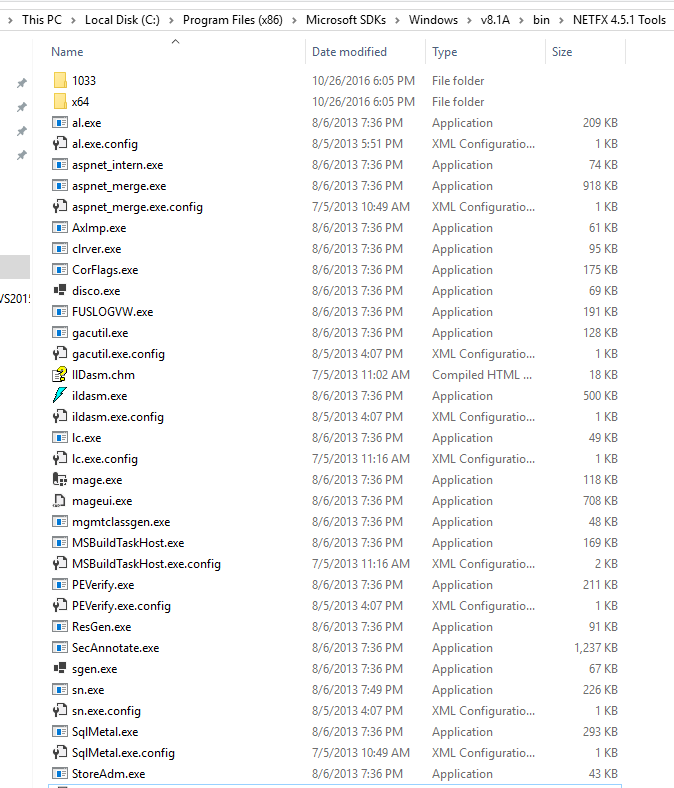 This PC > Local Disk (C:) > Program Files (x86) > Microsoft SDKs > Windows > v8.1A > bin > NETFX 4.5.1 Tools
Name Date modified Type Size
1033 10/26/2016 6:05 PM File folder
x64 10/26/2016 6:05 PM File folder
al.exe 8/6/2013 7:36 PM Application 209 KB
al.exe.config 8/5/2013 5:51 PM XML Configuratio... 1 KB
aspnet_intern.exe 8/6/2013 7:36 PM Application 74 KB
aspnet_merge.exe 8/6/2013 7:36 PM Application 918 KB
aspnet_merge.exe.config 7/5/2013 10:49 AM XML Configuratio... 1 KB
AxImp.exe 8/6/2013 7:36 PM Application 61 KB
clrver.exe 8/6/2013 7:36 PM Application 95 KB
CorFlags.exe 8/6/2013 7:36 PM Application 175 KB
disco.exe 8/6/2013 7:36 PM Application 69 KB
VS2015
FUSLOGVW.exe 8/6/2013 7:36 PM Application 191 KB
gacutil.exe 8/6/2013 7:36 PM Application 128 KB
gacutil.exe.config 8/5/2013 4:07 PM XML Configuratio... 1 KB
IlDasm.chm 7/5/2013 11:02 AM Compiled HTML ... 18 KB
ildasm.exe 8/6/2013 7:36 PM Application 500 KB
ildasm.exe.config 8/5/2013 4:07 PM XML Configuratio... 1 KB
lc.exe 8/6/2013 7:36 PM Application 49 KB
lc.exe.config 7/5/2013 11:16 AM XML Configuratio... 1 KB
mage.exe 8/6/2013 7:36 PM Application 118 KB
mageui.exe 8/6/2013 7:36 PM Application 708 KB
mgmtclassgen.exe 8/6/2013 7:36 PM Application 48 KB
MSBuildTaskHost.exe 8/6/2013 7:36 PM Application 169 KB
MSBuildTaskHost.exe.config 7/5/2013 11:16 AM XML Configuratio... 2 KB
PEVerify.exe 8/6/2013 7:36 PM Application 211 KB
PEVerify.exe.config 8/5/2013 4:07 PM XML Configuratio... 1 KB
ResGen.exe 8/6/2013 7:36 PM Application 91 KB
SecAnnotate.exe 8/6/2013 7:36 PM Application 1,237 KB
sgen.exe 8/6/2013 7:36 PM Application 67 KB
sn.exe 8/6/2013 7:49 PM Application 226 KB
sn.exe.config 8/5/2013 4:07 PM XML Configuratio... 1 KB
SqlMetal.exe 8/6/2013 7:36 PM Application 293 KB
SqlMetal.exe.config 7/5/2013 10:49 AM XML Configuratio... 1 KB
StoreAdm.exe 8/6/2013 7:36 PM Application 43 KB